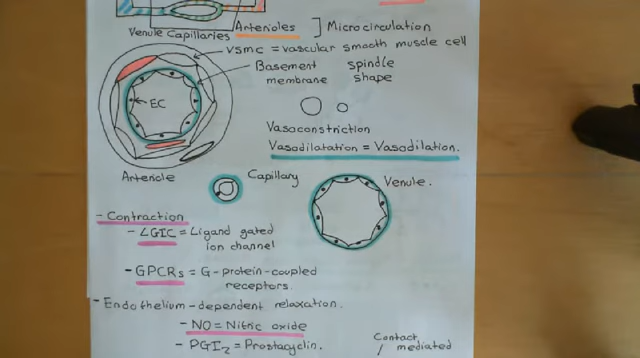 Venule Capillaries Arterioles ] Microcirculation
VSMC = vascular smooth muscle cell
Basement membrane
spindle shape
EC
Vasoconstriction
Vasodilatation = Vasodilation.
Arteriole
Capillary
Venule.
- Contraction
- LGIC = Ligand gated
ion channel
- GPCRs = G-protein-coupled
receptors.
- Endothelium-dependent relaxation.
- NO = Nitric oxide
- PGI2 = Prostacyclin.
Contact
/ mediated